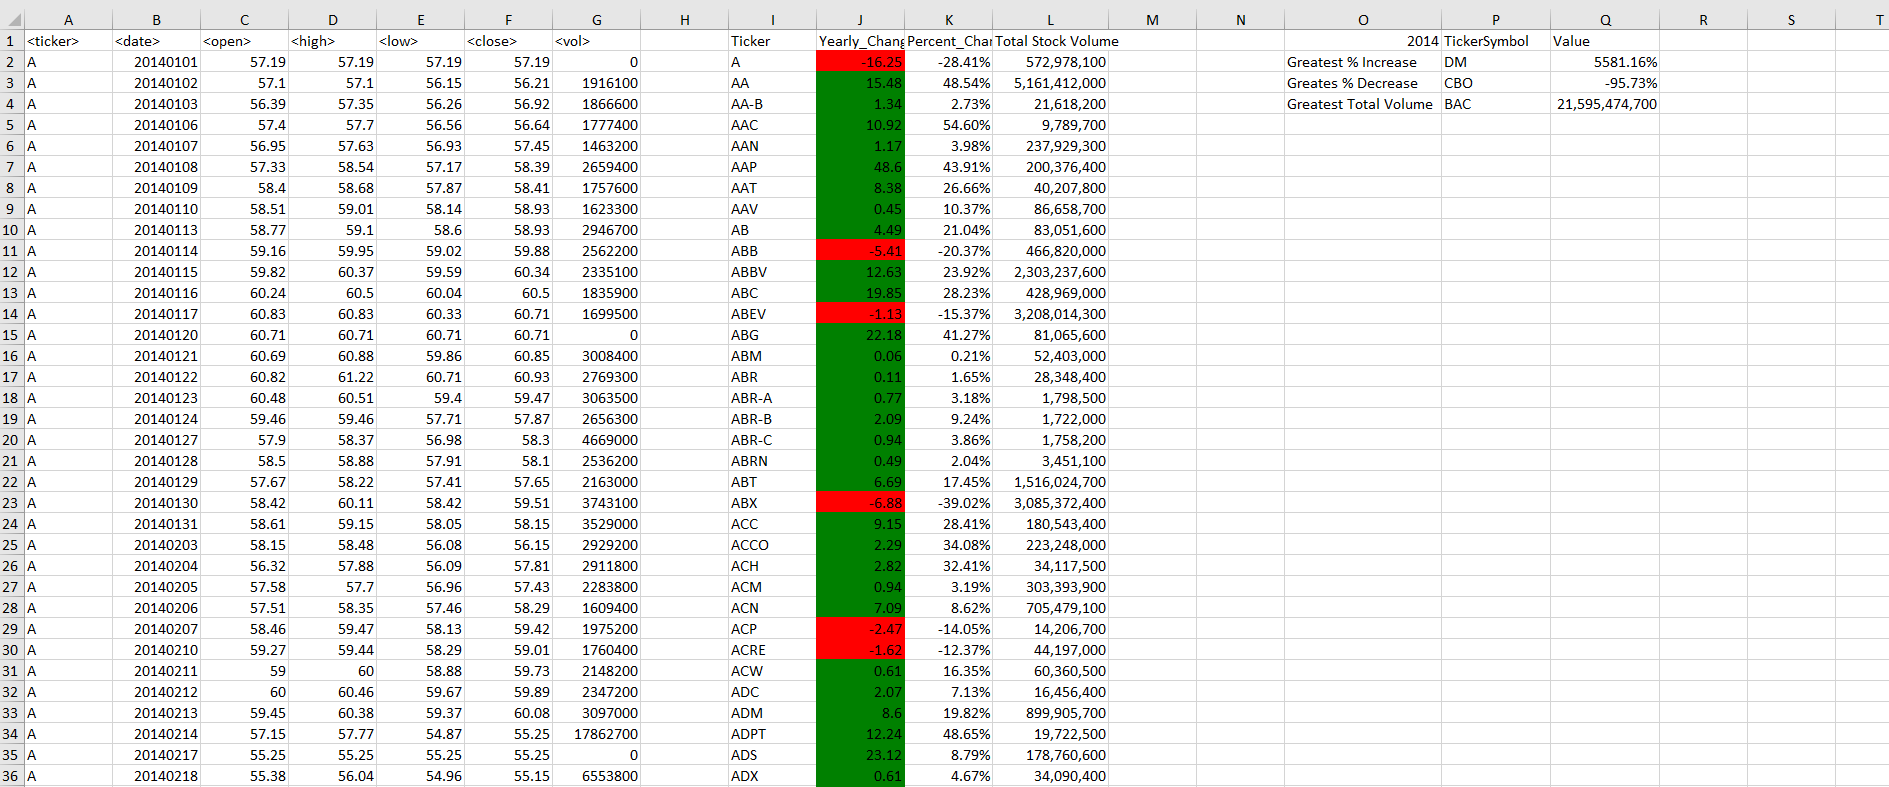 A B C D E F G H I J K L M N O P Q R S T
1 <ticker> <date> <open> <high> <low> <close> <vol> Ticker Yearly_Chang Percent_Char Total Stock Volume 2014 TickerSymbol Value
2 A 20140101 57.19 57.19 57.19 57.19 0 A -16.25 -28.41% 572,978,100 Greatest % Increase DM 5581.16%
3 A 20140102 57.1 57.1 56.15 56.21 1916100 AA 15.48 48.54% 5,161,412,000 Greates % Decrease CBO -95.73%
4 A 20140103 56.39 57.35 56.26 56.92 1866600 AA-B 1.34 2.73% 21,618,200 Greatest Total Volume BAC 21,595,474,700
5 A 20140106 57.4 57.7 56.56 56.64 1777400 AAC 10.92 54.60% 9,789,700
6 A 20140107 56.95 57.63 56.93 57.45 1463200 AAN 1.17 3.98% 237,929,300
7 A 20140108 57.33 58.54 57.17 58.39 2659400 AAP 48.6 43.91% 200,376,400
8 A 20140109 58.4 58.68 57.87 58.41 1757600 AAT 8.38 26.66% 40,207,800
9 A 20140110 58.51 59.01 58.14 58.93 1623300 AAV 0.45 10.37% 86,658,700
10 A 20140113 58.77 59.1 58.6 58.93 2946700 AB 4.49 21.04% 83,051,600
11 A 20140114 59.16 59.95 59.02 59.88 2562200 ABB -5.41 -20.37% 466,820,000
12 A 20140115 59.82 60.37 59.59 60.34 2335100 ABBV 12.63 23.92% 2,303,237,600
13 A 20140116 60.24 60.5 60.04 60.5 1835900 ABC 19.85 28.23% 428,969,000
14 A 20140117 60.83 60.83 60.33 60.71 1699500 ABEV -1.13 -15.37% 3,208,014,300
15 A 20140120 60.71 60.71 60.71 60.71 0 ABG 22.18 41.27% 81,065,600
16 A 20140121 60.69 60.88 59.86 60.85 3008400 ABM 0.06 0.21% 52,403,000
17 A 20140122 60.82 61.22 60.71 60.93 2769300 ABR 0.11 1.65% 28,348,400
18 A 20140123 60.48 60.51 59.4 59.47 3063500 ABR-A 0.77 3.18% 1,798,500
19 A 20140124 59.46 59.46 57.71 57.87 2656300 ABR-B 2.09 9.24% 1,722,000
20 A 20140127 57.9 58.37 56.98 58.3 4669000 ABR-C 0.94 3.86% 1,758,200
21 A 20140128 58.5 58.88 57.91 58.1 2536200 ABRN 0.49 2.04% 3,451,100
22 A 20140129 57.67 58.22 57.41 57.65 2163000 ABT 6.69 17.45% 1,516,024,700
23 A 20140130 58.42 60.11 58.42 59.51 3743100 ABX -6.88 -39.02% 3,085,372,400
24 A 20140131 58.61 59.15 58.05 58.15 3529000 ACC 9.15 28.41% 180,543,400
25 A 20140203 58.15 58.48 56.08 56.15 2929200 ACCO 2.29 34.08% 223,248,000
26 A 20140204 56.32 57.88 56.09 57.81 2911800 ACH 2.82 32.41% 34,117,500
27 A 20140205 57.58 57.7 56.96 57.43 2283800 ACM 0.94 3.19% 303,393,900
28 A 20140206 57.51 58.35 57.46 58.29 1609400 ACN 7.09 8.62% 705,479,100
29 A 20140207 58.46 59.47 58.13 59.42 1975200 ACP -2.47 -14.05% 14,206,700
30 A 20140210 59.27 59.44 58.29 59.01 1760400 ACRE -1.62 -12.37% 44,197,000
31 A 20140211 59 60 58.88 59.73 2148200 ACW 0.61 16.35% 60,360,500
32 A 20140212 60 60.46 59.67 59.89 2347200 ADC 2.07 7.13% 16,456,400
33 A 20140213 59.45 60.38 59.37 60.08 3097000 ADM 8.6 19.82% 899,905,700
34 A 20140214 57.15 57.77 54.87 55.25 17862700 ADPT 12.24 48.65% 19,722,500
35 A 20140217 55.25 55.25 55.25 55.25 0 ADS 23.12 8.79% 178,760,600
36 A 20140218 55.38 56.04 54.96 55.15 6553800 ADX 0.61 4.67% 34,090,400